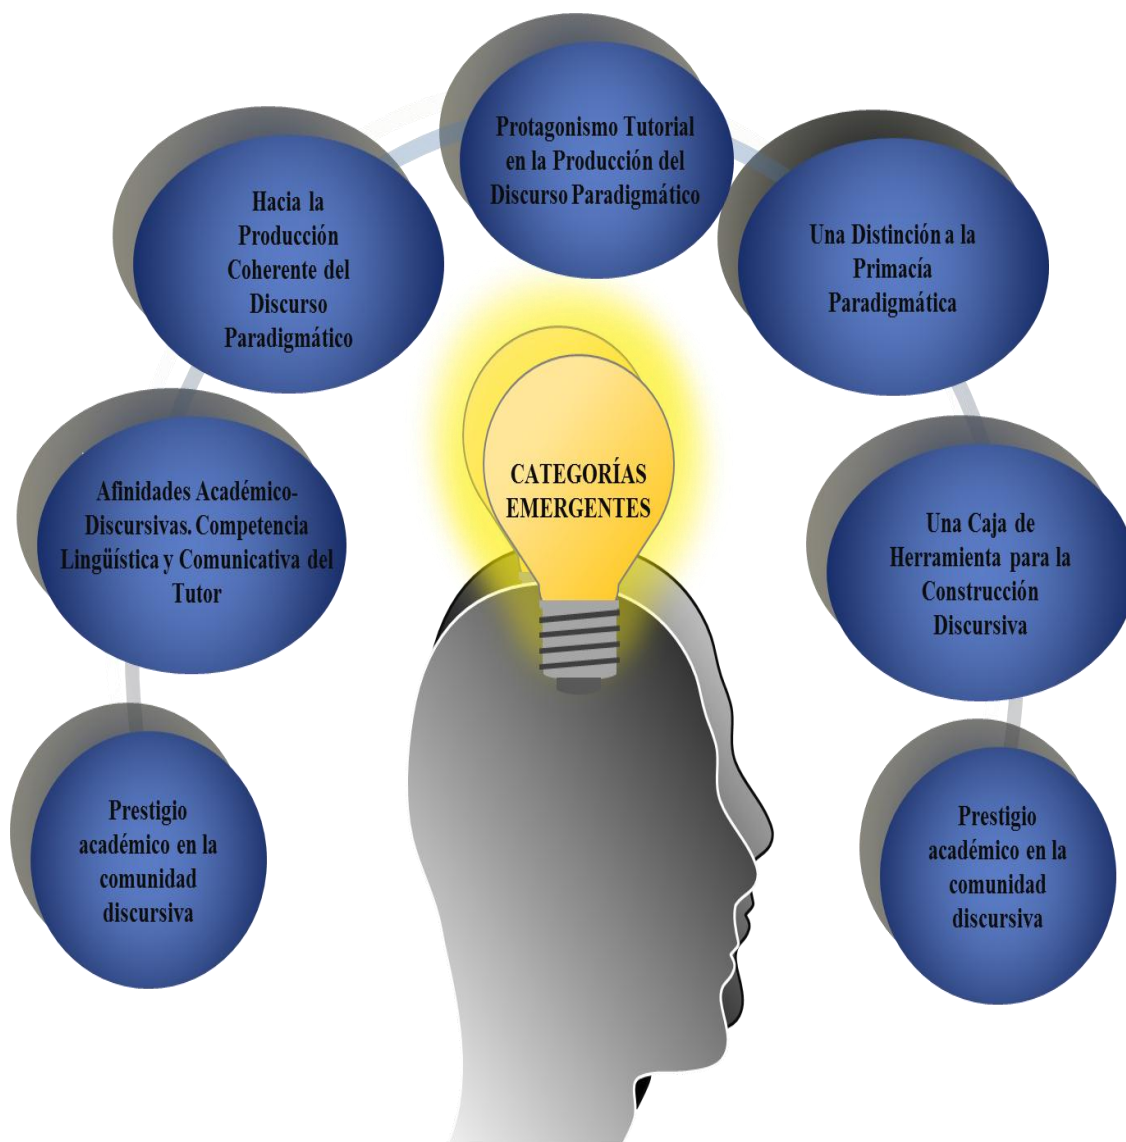 Protagonismo Tutorial
en la Producción del
Discurso Paradigmático
Hacia la
Producción
Coherente del
Discurso
Paradigmático
Una Distinción a la
Primacía
Paradigmática
CATEGORÍAS
EMERGENTES
Afinidades Académico-
Discursivas. Competencia
Lingüística y Comunicativa del
Tutor
Una Caja de
Herramienta para la
Construcción
Discursiva
Prestigio
académico en la
comunidad
discursiva
Prestigio
académico en la
comunidad
discursiva